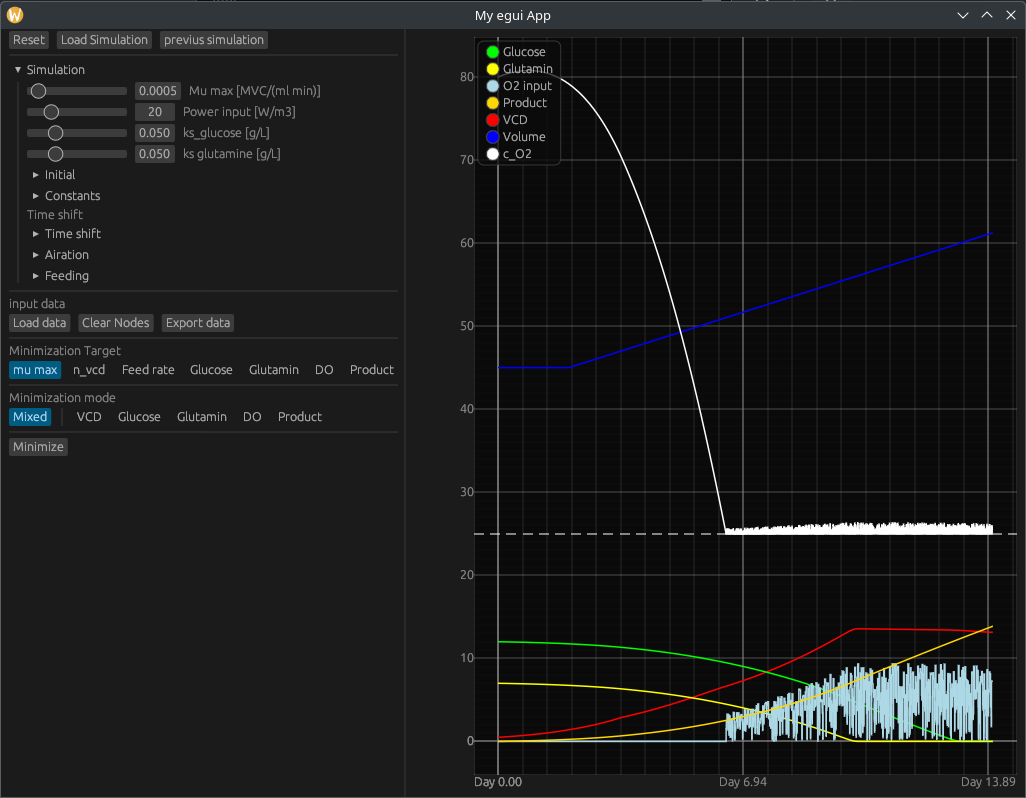 My egui App
Reset Load Simulation previus simulation
Simulation
0.0005 Mu max [MVC/(ml min)]
20 Power input [W/m3]
0.050 ks_glucose [g/L]
0.050 ks glutamine [g/L]
Initial
Constants
Time shift
Time shift
Airation
Feeding
input data
Load data Clear Nodes Export data
Minimization Target
mu max n_vcd Feed rate Glucose Glutamin DO Product
Minimization mode
Mixed VCD Glucose Glutamin DO Product
Minimize
Glucose
Glutamin
O2 input
Product
VCD
Volume
c_O2
80
70
60
50
40
30
20
10
0
Day 0.00 Day 6.94 Day 13.89